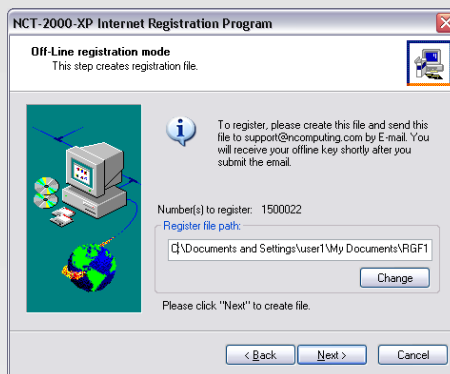 NCT-2000-XP Internet Registration Program
Off-Line registration mode
This step creates registration file.
To register, please create this file and send this
file to support@ncomputing.com by E-mail. You
will receive your offline key shortly after you
submit the email.
Number(s) to register: 1500022
Register file path:
C:\Documents and Settings\user1\My Documents\RGF1
Change
Please click "Next" to create file.
< Back
Next >
Cancel